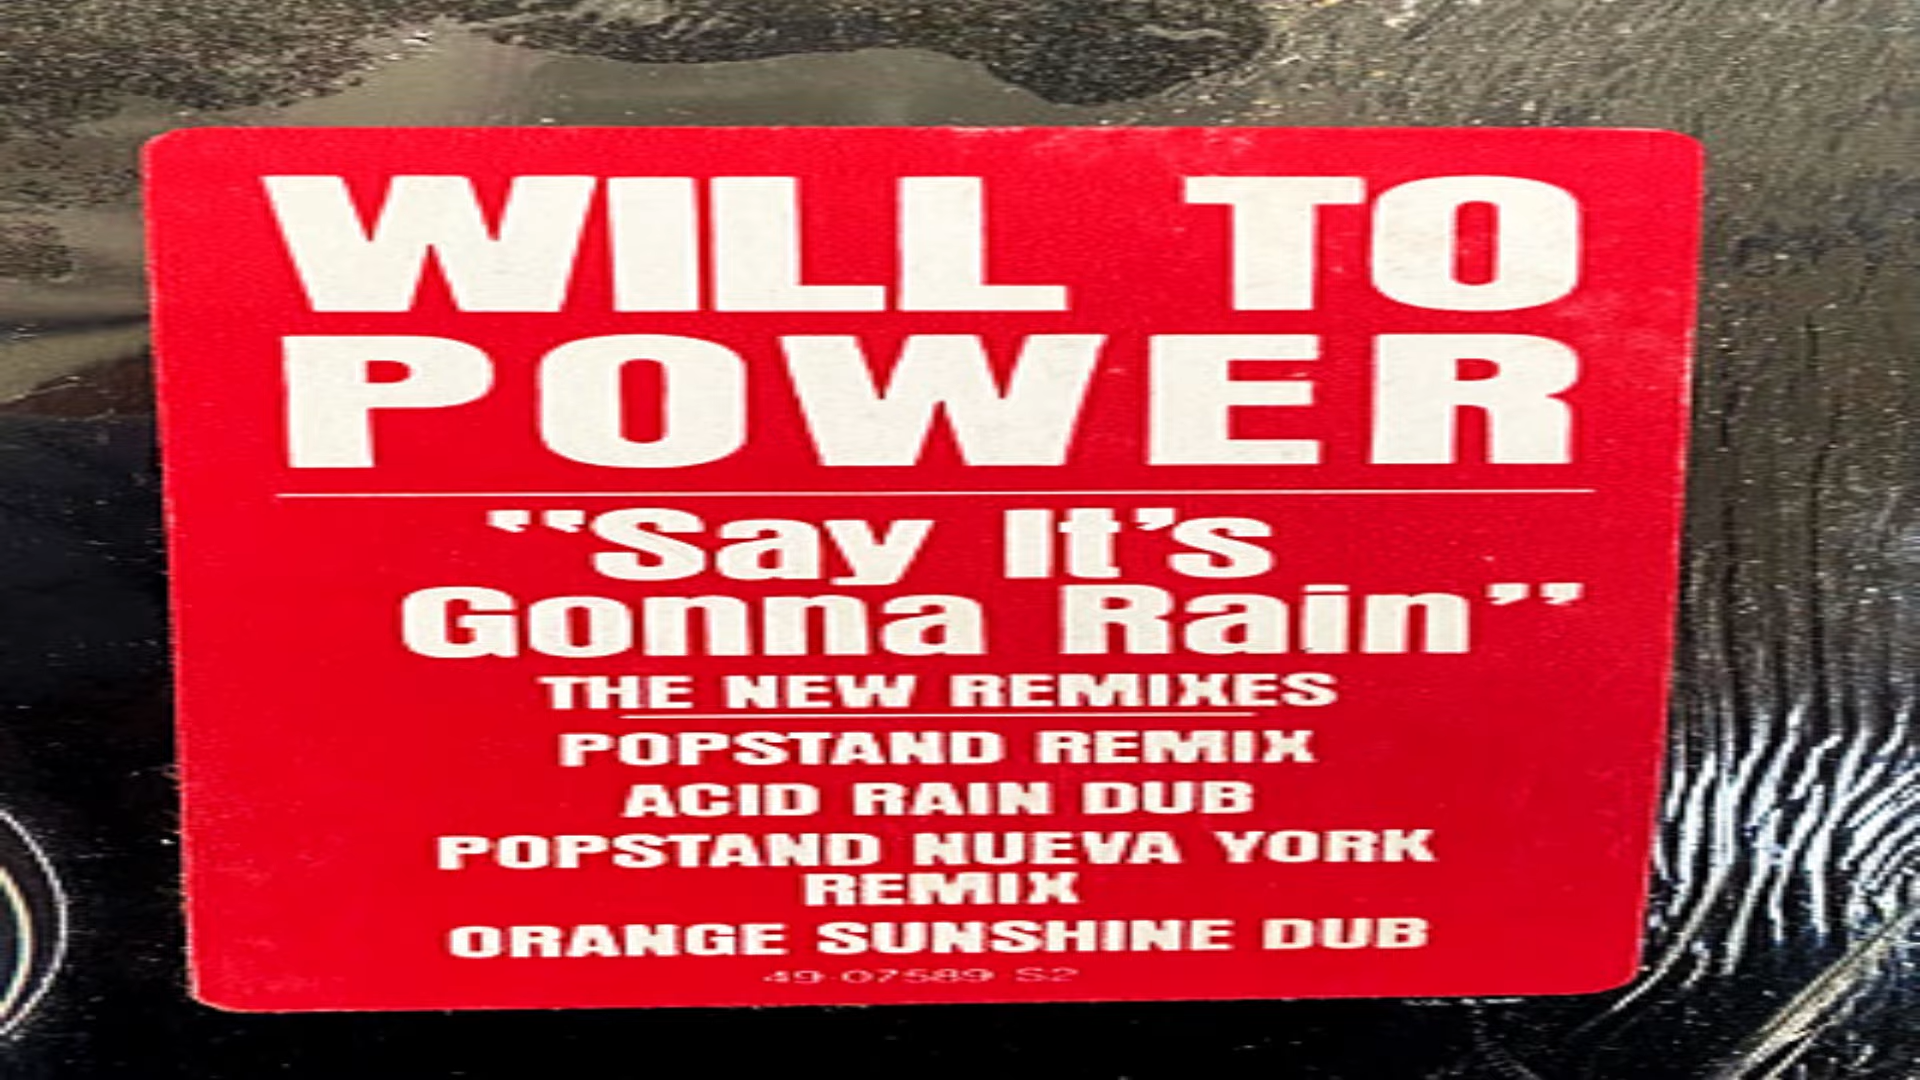 WILL TO
POWER
"Say It's
Gonna Rain"
THE NEW REMIXES
POPSTAND REMIX
ACID RAIN DUB
POPSTAND NUEVA YORK
REMIX
ORANGE SUNSHINE DUB
49 07589 S2